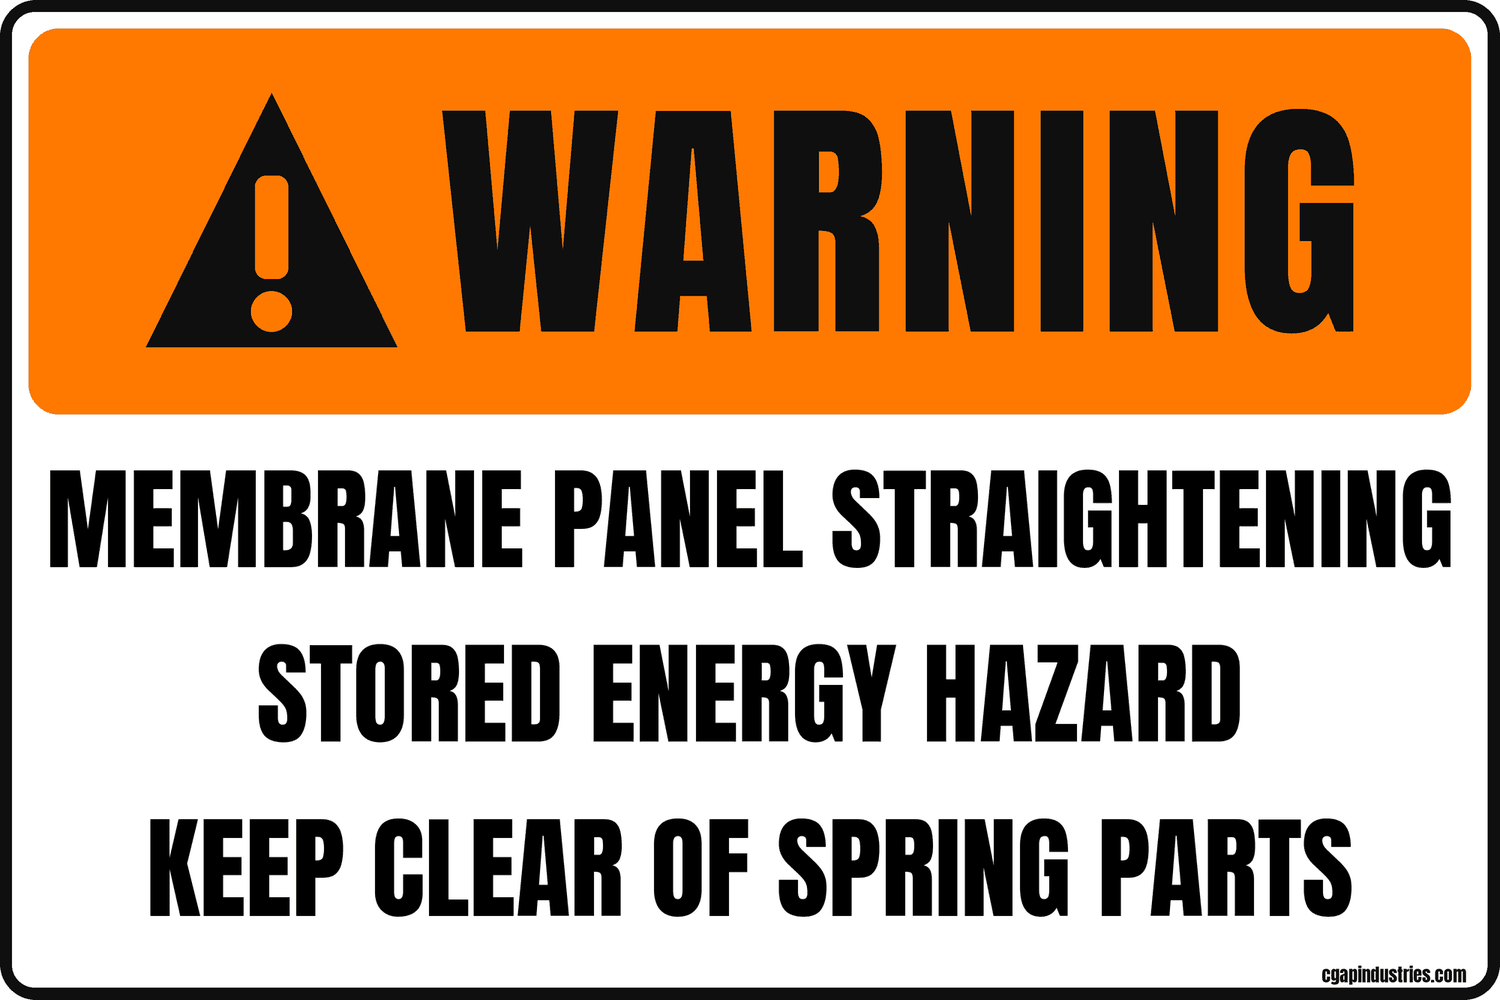 WARNING
MEMBRANE PANEL STRAIGHTENING
STORED ENERGY HAZARD
KEEP CLEAR OF SPRING PARTS
cgapindustries.com